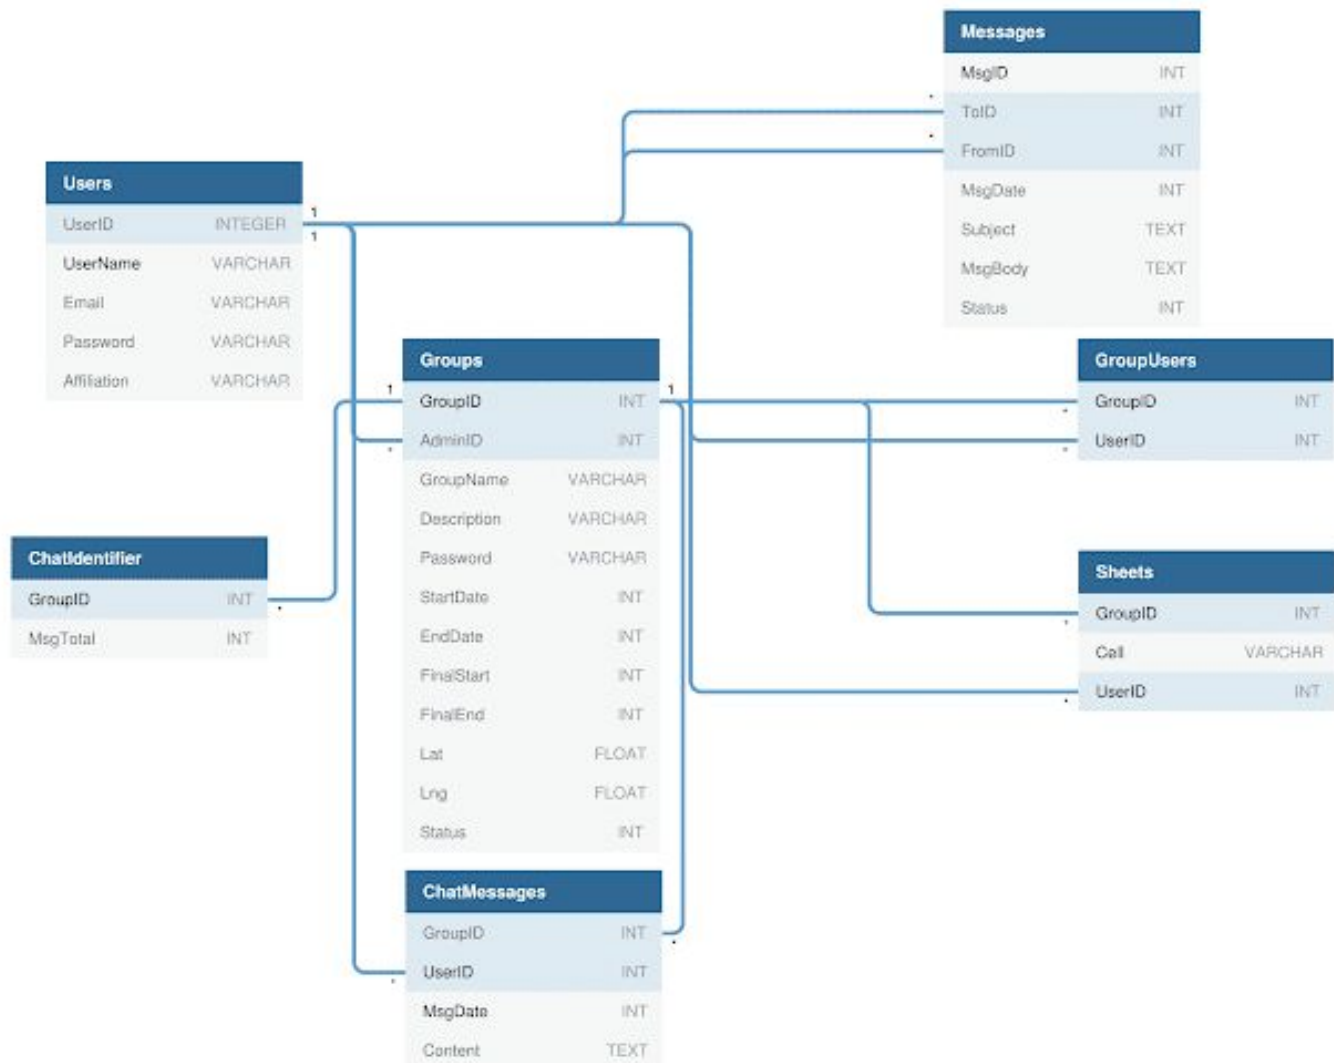 Messages
MsgID INT
ToID INT
FromID INT
MsgDate INT
Subject TEXT
MsgBody TEXT
Status INT
Users
UserID INTEGER
UserName VARCHAR
Email VARCHAR
Password VARCHAR
Affiliation VARCHAR
1
1
Groups
1 GroupID INT 1
AdminID INT
GroupName VARCHAR
Description VARCHAR
Password VARCHAR
StartDate INT
EndDate INT
FinalStart INT
FinalEnd INT
Lat FLOAT
Lng FLOAT
Status INT
GroupUsers
GroupID INT
UserID INT
ChatIdentifier
GroupID INT
MsgTotal INT
Sheets
GroupID INT
Cell VARCHAR
UserID INT
ChatMessages
GroupID INT
UserID INT
MsgDate INT
Content TEXT